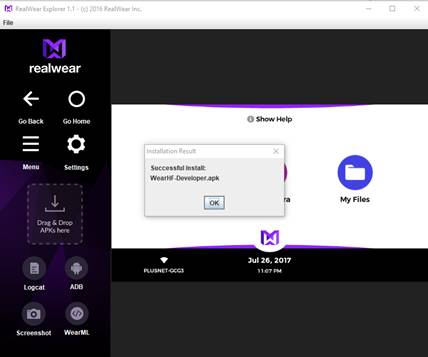 RealWear Explorer 1.1 - (c) 2016 RealWear Inc.
File
realwear
Go Back
Go Home
Menu
Settings
Drag & Drop
APKs here
Logcat
ADB
Screenshot
WearML
Show Help
Installation Result
Successful Install:
WearHF-Developer.apk
OK
ra
My Files
PLUSNET-GCG3
Jul 26, 2017
11:07 PM